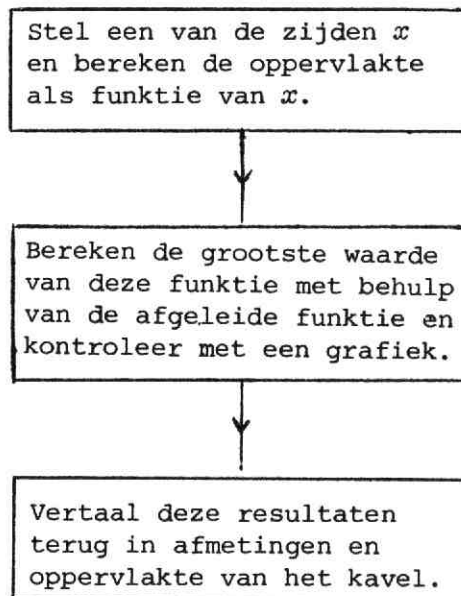 Stel een van de zijden x
en bereken de oppervlakte
als funktie van x.
Bereken de grootste waarde
van deze funktie met behulp
van de afgeleide funktie en
kontroleer met een grafiek.
Vertaal deze resultaten
terug in afmetingen en
oppervlakte van het kavel.